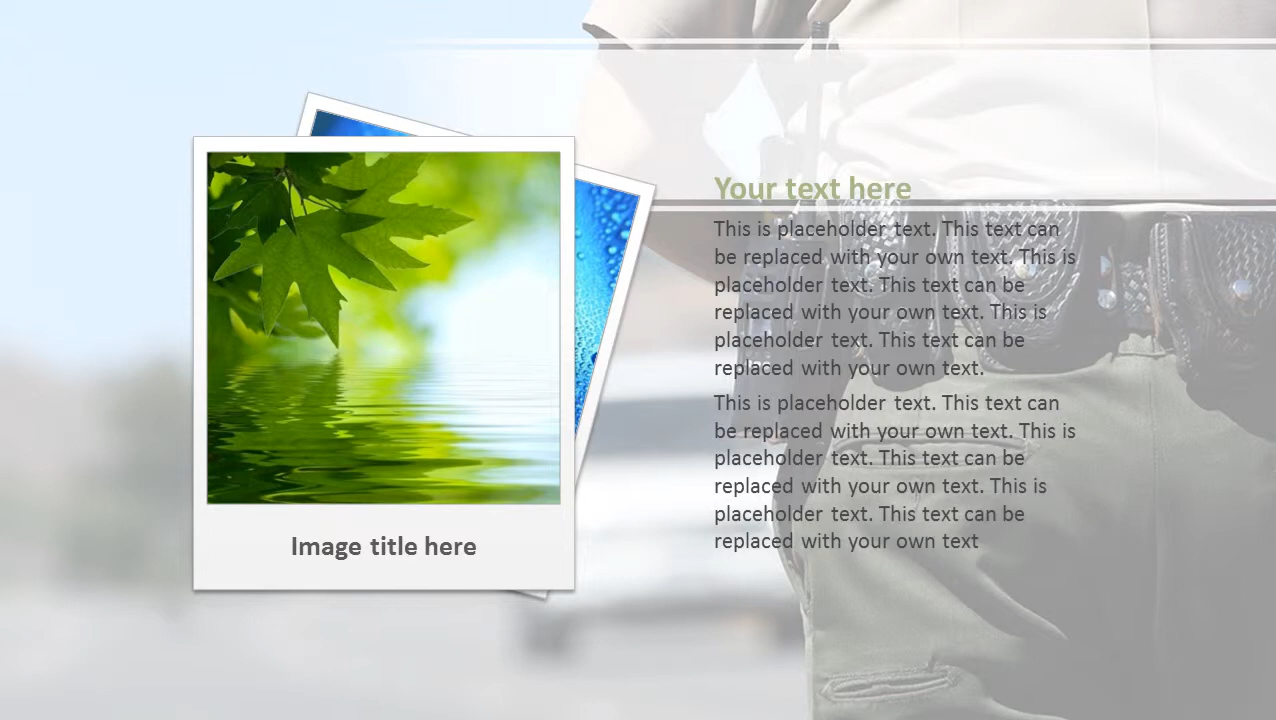 Your text here
This is placeholder text. This text can
be replaced with your own text. This is
placeholder text. This text can be
replaced with your own text. This is
placeholder text. This text can be
replaced with your own text.
This is placeholder text. This text can
be replaced with your own text. This is
placeholder text. This text can be
replaced with your own text. This is
placeholder text. This text can be
replaced with your own text
Image title here